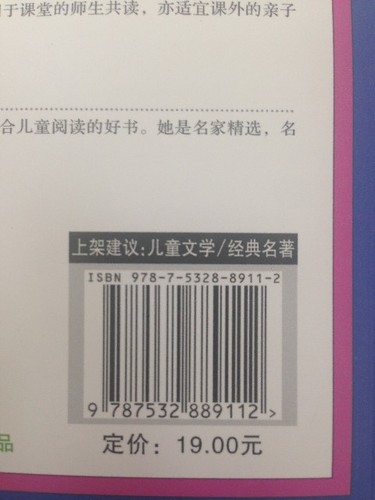 于课堂的师生共读，亦适宜课外的亲子
合儿童阅读的好书。她是名家精选，名
上架建议:儿童文学/经典名著
ISBN 978-7-5328-8911-2
9 787532 889112 >
品
定价：19.00元